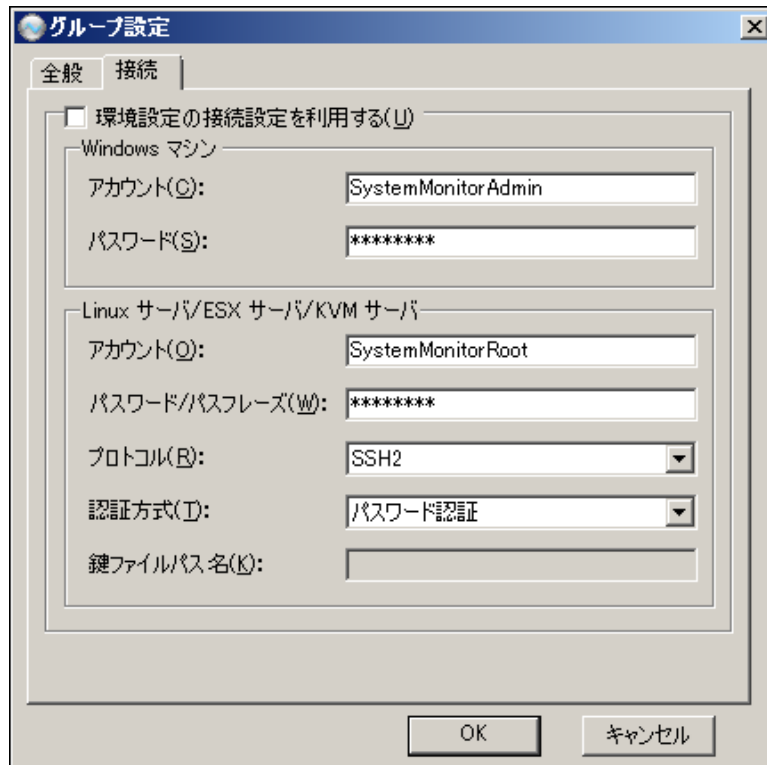 グループ設定
全般 接続
環境設定の接続設定を利用する(U)
Windows マシン
アカウント(C): SystemMonitorAdmin
パスワード(S): ********
Linux サーバ/ESX サーバ/KVM サーバ
アカウント(O): SystemMonitorRoot
パスワード/パスフレーズ(W): ********
プロトコル(R): SSH2
認証方式(T): パスワード認証
鍵ファイルパス名(K):
OK キャンセル